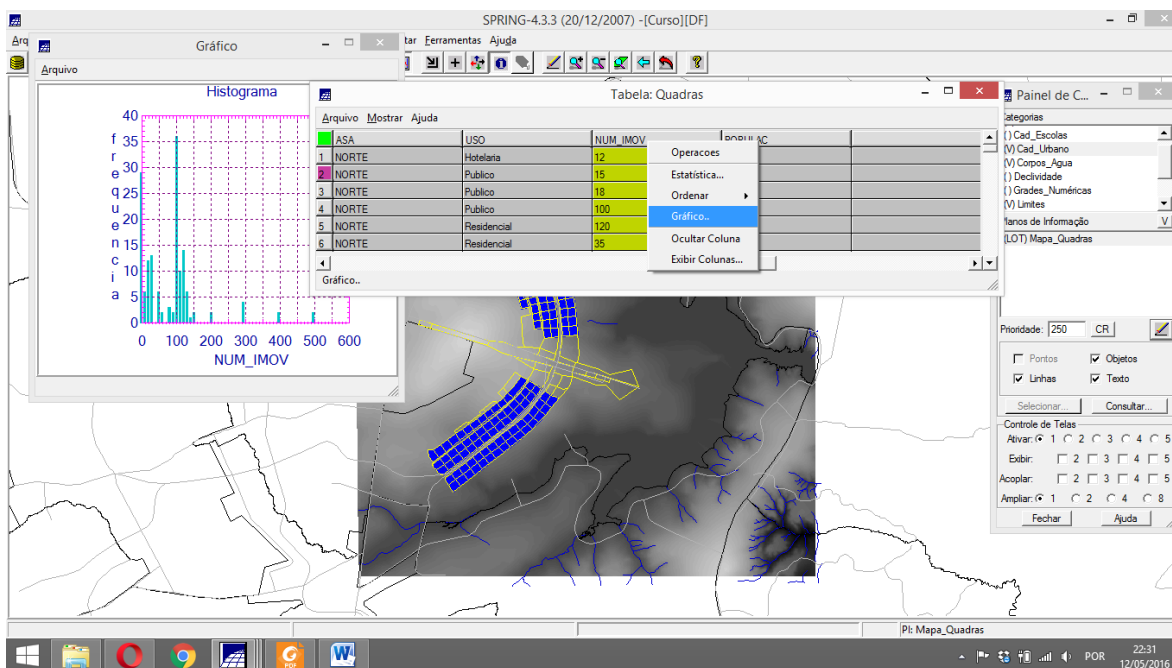 SPRING-4.3.3 (20/12/2007) -[Curso][DF]
Arq
tar Ferramentas Ajuda
Gráfico
Arquivo
Histograma
frequencia
40
35
30
25
20
15
10
5
0
0 100 200 300 400 500 600
NUM_IMOV
Tabela: Quadras
Arquivo Mostrar Ajuda
ASA USO NUM_IMOV POPULAC
1 NORTE Hotelaria 12
2 NORTE Publico 15
3 NORTE Publico 18
4 NORTE Publico 100
5 NORTE Residencial 120
6 NORTE Residencial 35
Gráfico..
Operacoes
Estatística...
Ordenar
Gráfico..
Ocultar Coluna
Exibir Colunas...
Painel de C...
Categorias
() Cad_Escolas
(V) Cad_Urbano
(V) Corpos_Agua
() Declividade
() Grades_Numéricas
(V) Limites
Planos de Informação V
(LOT) Mapa_Quadras
Prioridade: 250 CR
Pontos Objetos
Linhas Texto
Selecionar... Consultar...
Controle de Telas
Ativar: 1 2 3 4 5
Exibir: 2 3 4 5
Acoplar: 2 3 4 5
Ampliar: 1 2 4 8
Fechar Ajuda
PI: Mapa_Quadras
PDF
POR
22:31
12/05/2016